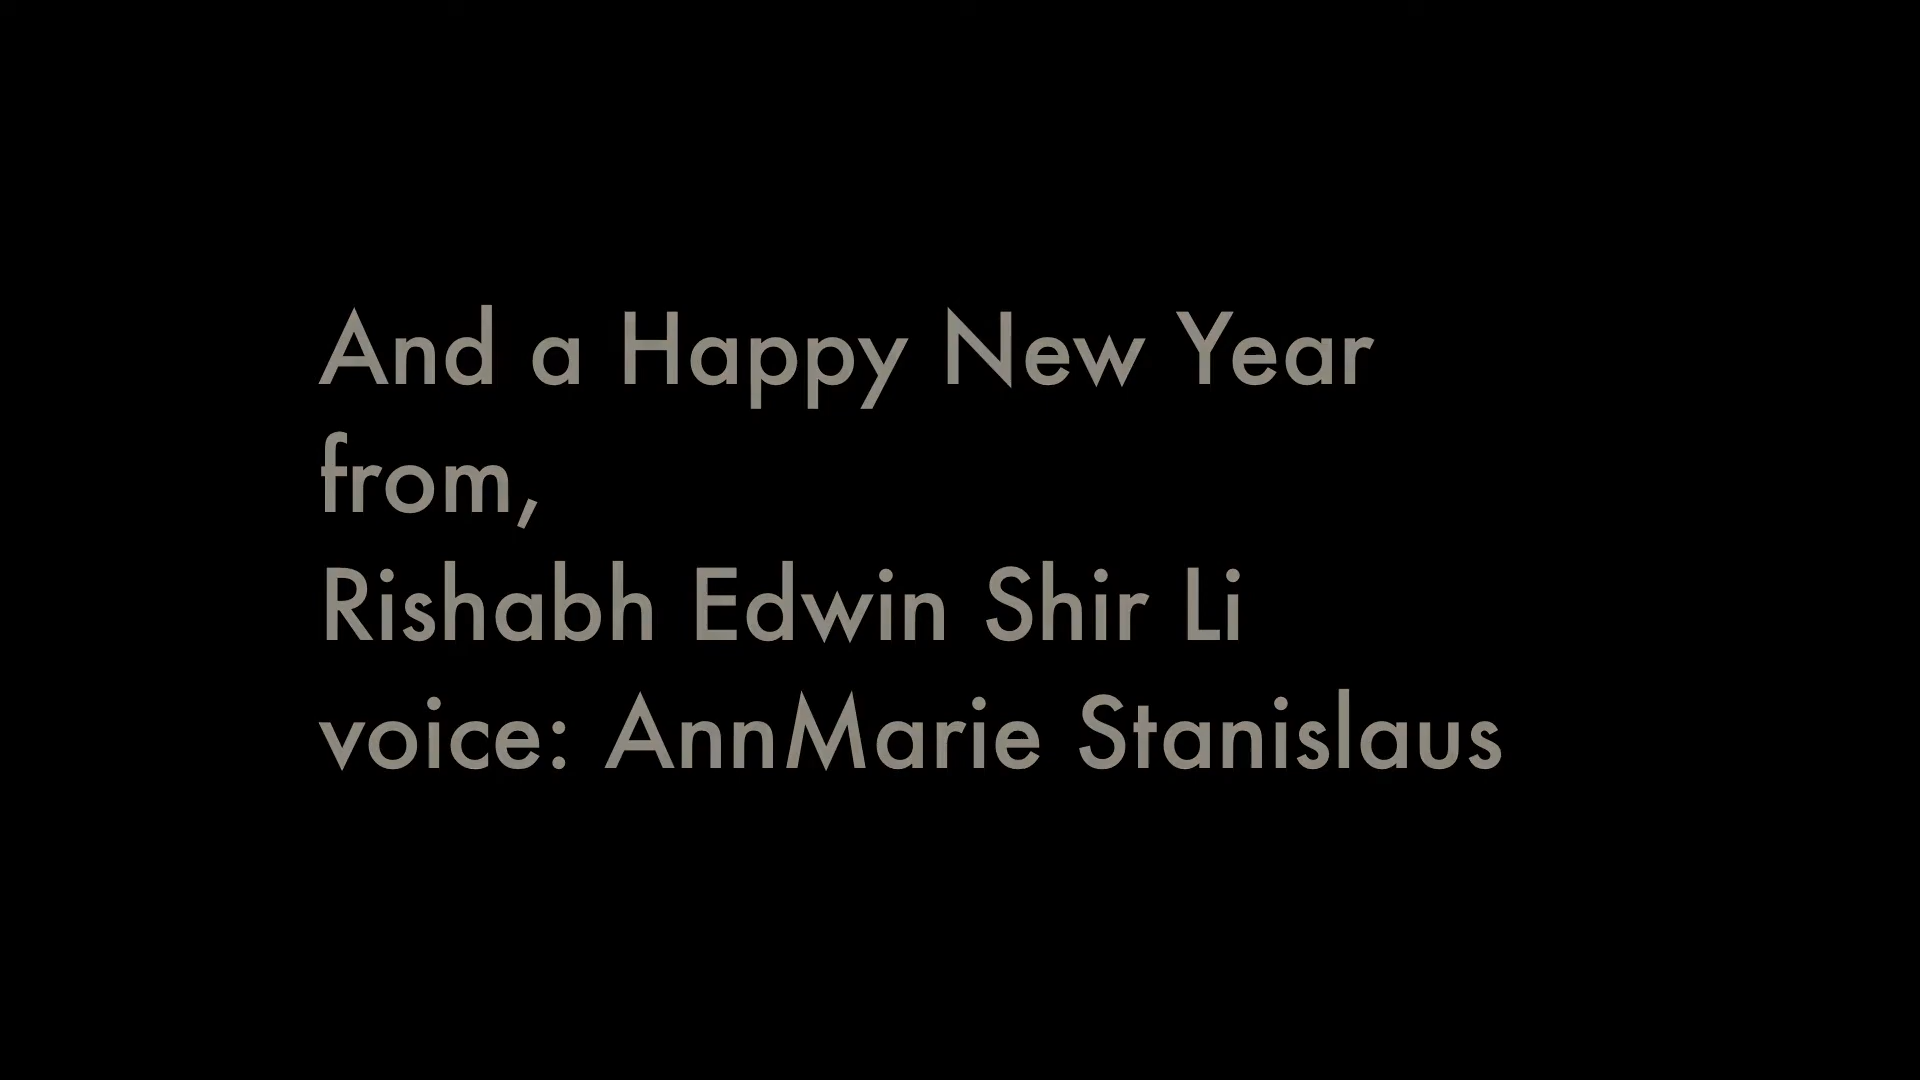 And a Happy New Year
from,
Rishabh Edwin Shir Li
voice: AnnMarie Stanislaus